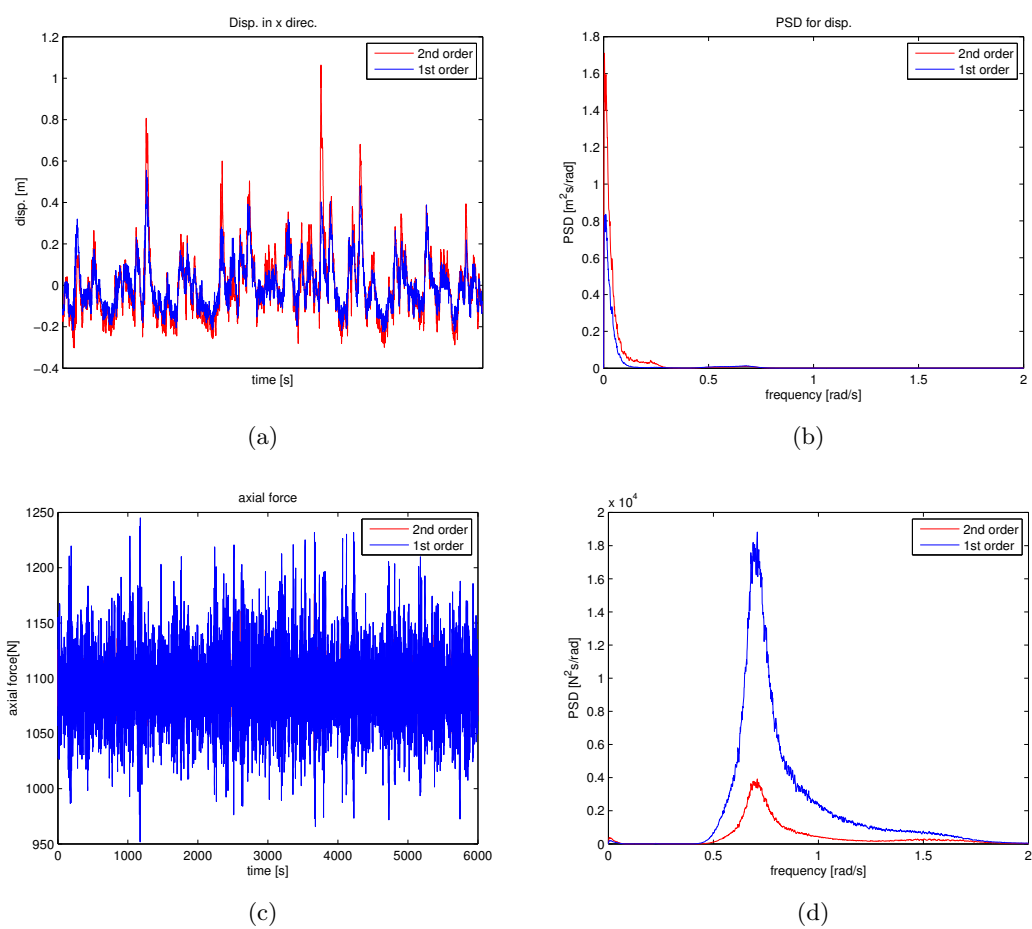 Disp. in x direc.
1.2
1
0.8
0.6
0.4
0.2
0
−0.2
−0.4
disp. [m]
time [s]
2nd order
1st order
(a)
PSD for disp.
1.8
1.6
1.4
1.2
1
0.8
0.6
0.4
0.2
0
PSD [m²s/rad]
0 0.5 1 1.5 2
frequency [rad/s]
2nd order
1st order
(b)
axial force
1250
1200
1150
1100
1050
1000
950
axial force[N]
0 1000 2000 3000 4000 5000 6000
time [s]
2nd order
1st order
(c)
x 10⁴
2
1.8
1.6
1.4
1.2
1
0.8
0.6
0.4
0.2
0
PSD [N²s/rad]
0 0.5 1 1.5 2
frequency [rad/s]
2nd order
1st order
(d)